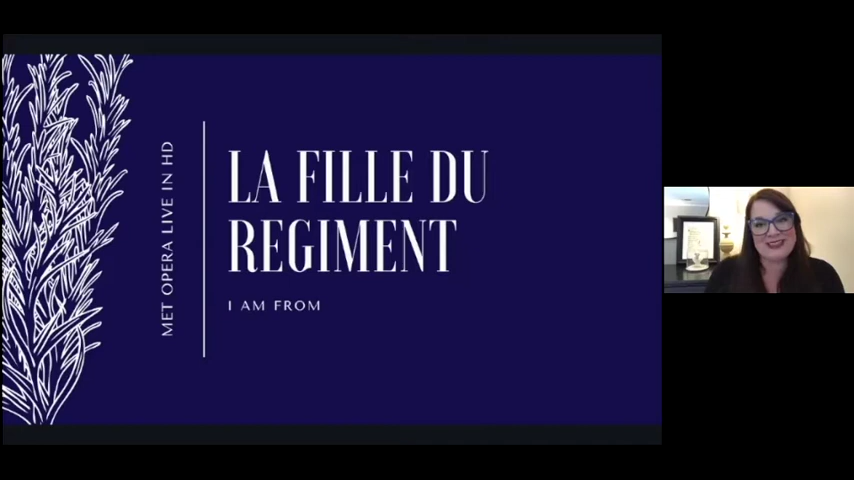 MET OPERA LIVE IN HD
LA FILLE DU
REGIMENT
I AM FROM